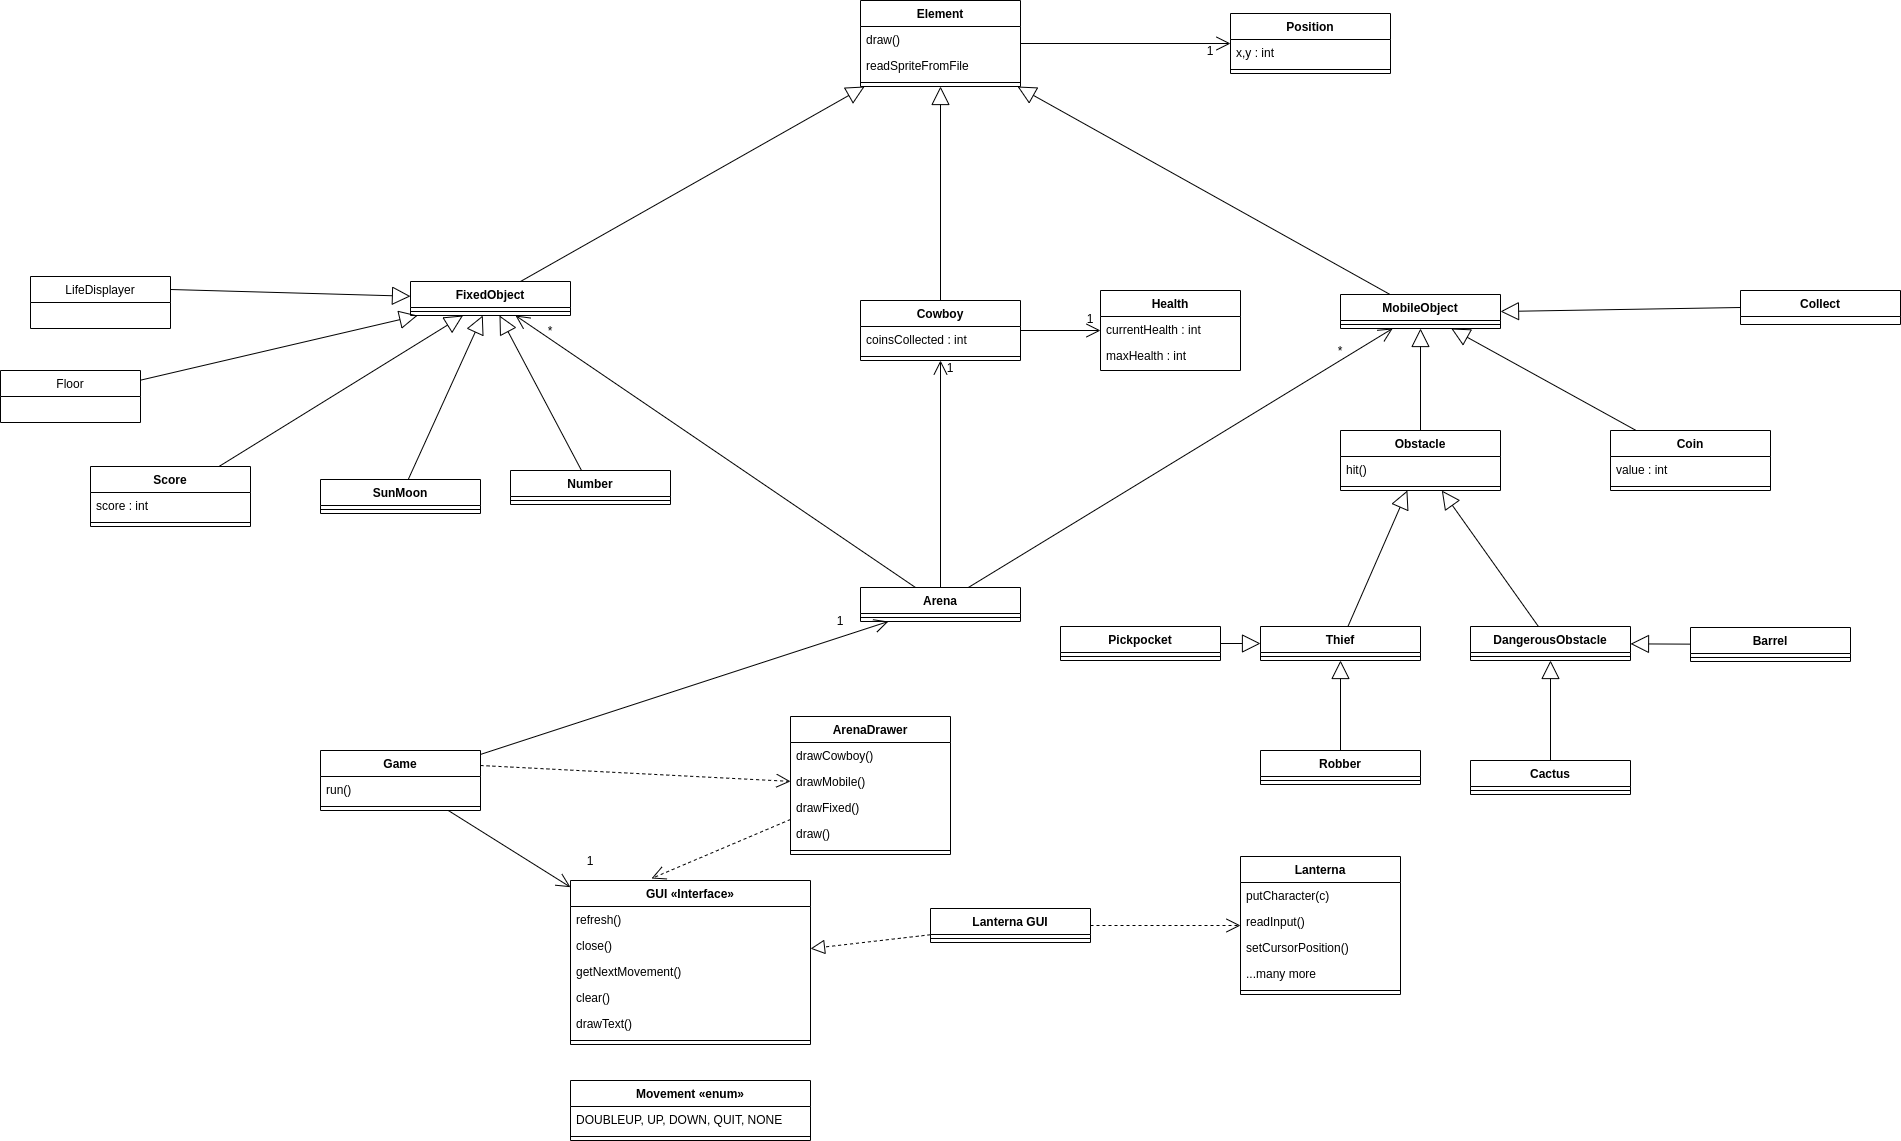 Element
draw()
readSpriteFromFile
Position
x,y : int
1
LifeDisplayer
FixedObject
*
Floor
Score
score : int
SunMoon
Number
Cowboy
coinsCollected : int
1
Health
currentHealth : int
maxHealth : int
1
MobileObject
*
Collect
Obstacle
hit()
Coin
value : int
Arena
1
Pickpocket
Thief
DangerousObstacle
Barrel
Robber
Cactus
Game
run()
ArenaDrawer
drawCowboy()
drawMobile()
drawFixed()
draw()
1
GUI «Interface»
refresh()
close()
getNextMovement()
clear()
drawText()
Lanterna GUI
Lanterna
putCharacter(c)
readInput()
setCursorPosition()
...many more
Movement «enum»
DOUBLEUP, UP, DOWN, QUIT, NONE